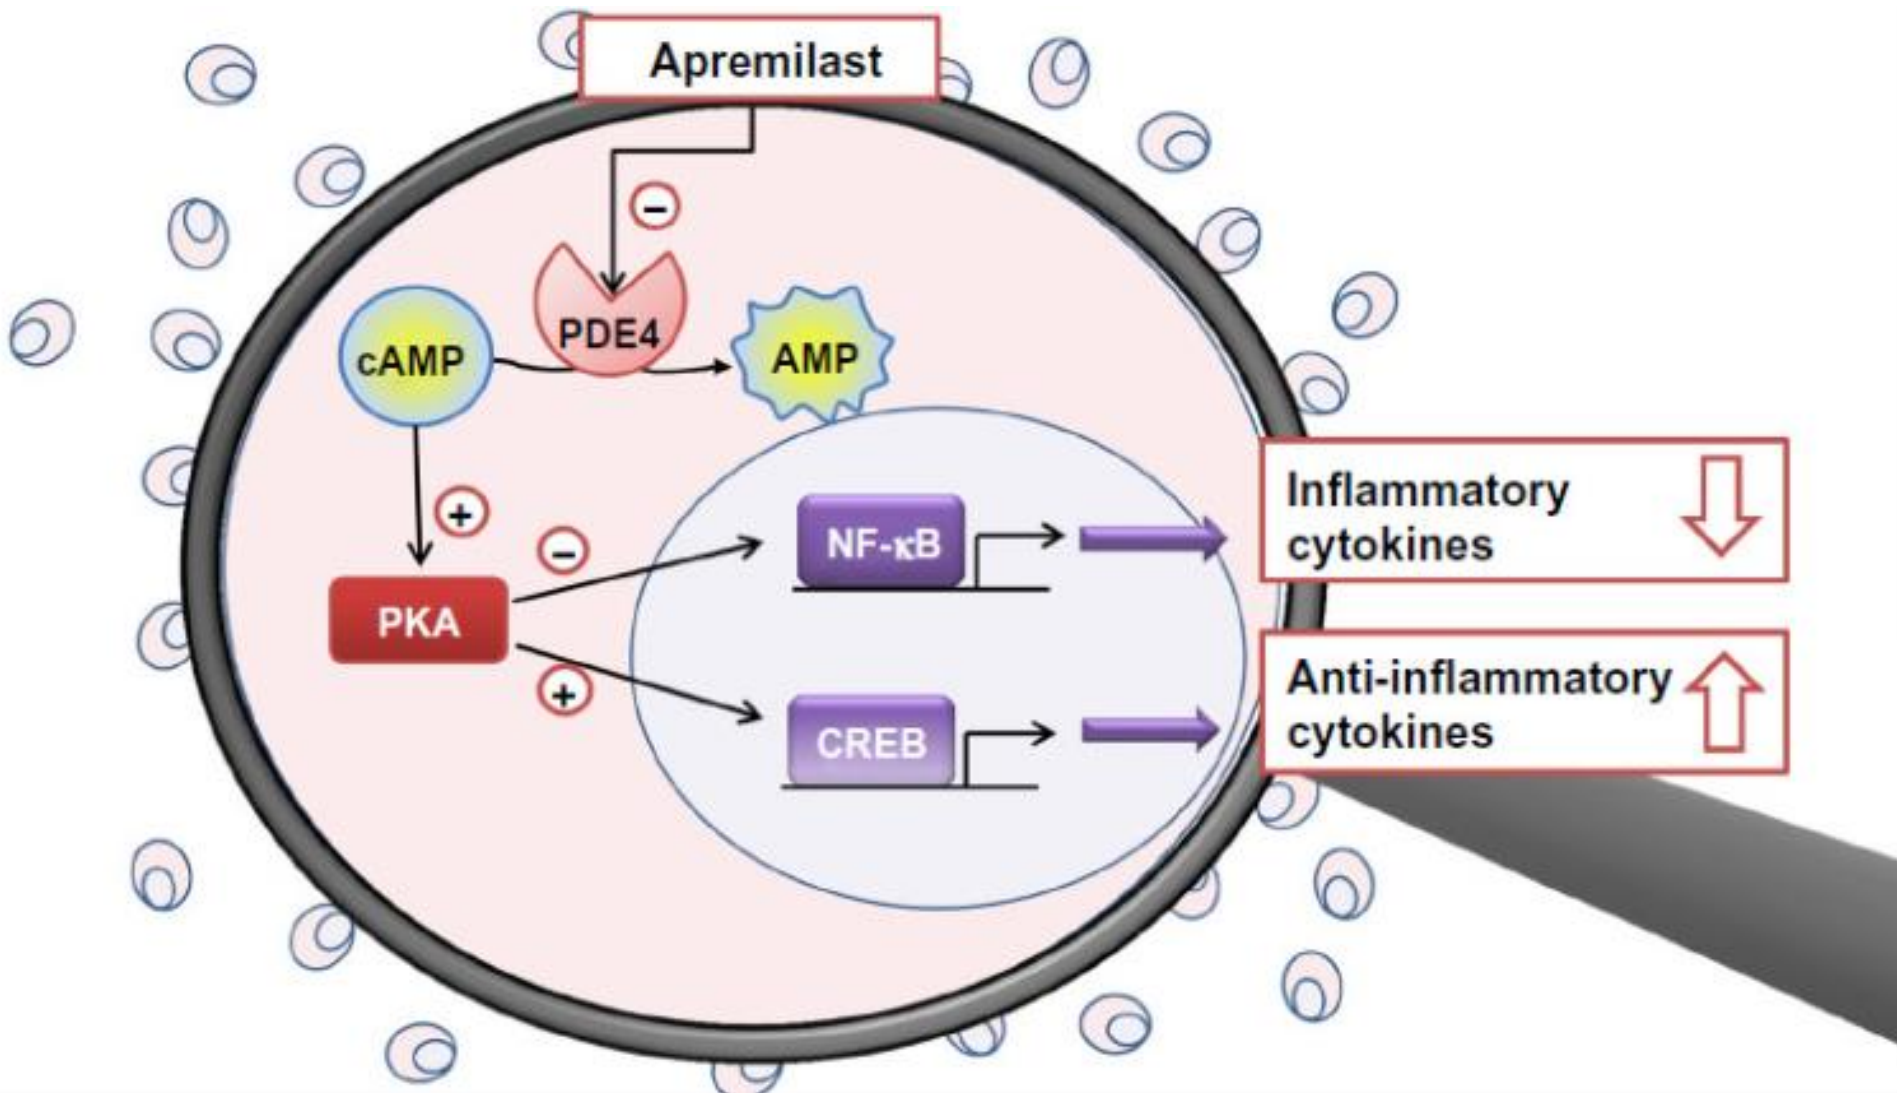 Apremilast
−
PDE4
cAMP
AMP
+
−
PKA
+
NF-κB
CREB
Inflammatory
cytokines
Anti-inflammatory
cytokines